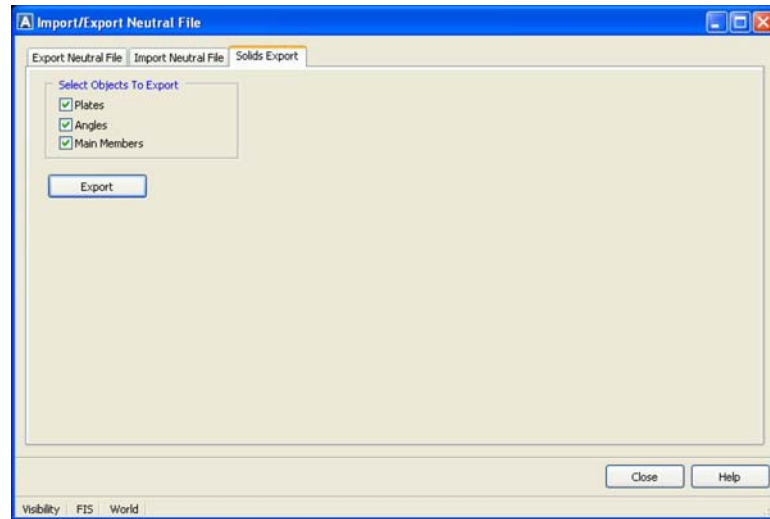 A Import/Export Neutral File
Export Neutral File Import Neutral File Solids Export
Select Objects To Export
Plates
Angles
Main Members
Export
Close Help
Visibility FIS World